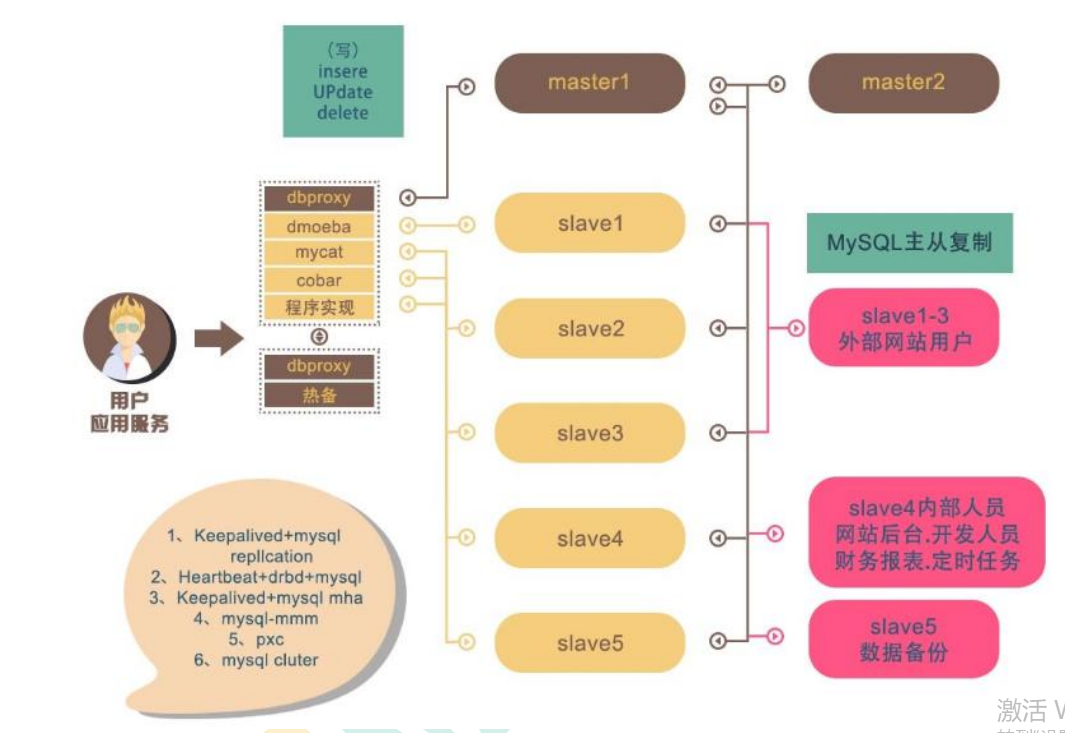 （写）
insere
UPdate
delete
master1
master2
dbproxy
dmoeba
mycat
cobar
程序实现
dbproxy
热备
用户
应用服务
slave1
slave2
slave3
slave4
slave5
MySQL主从复制
slave1-3
外部网站用户
slave4内部人员
网站后台.开发人员
财务报表.定时任务
slave5
数据备份
1、Keepalived+mysql
repllcation
2、Heartbeat+drbd+mysql
3、Keepalived+mysql mha
4、mysql-mmm
5、pxc
6、mysql cluter
激活